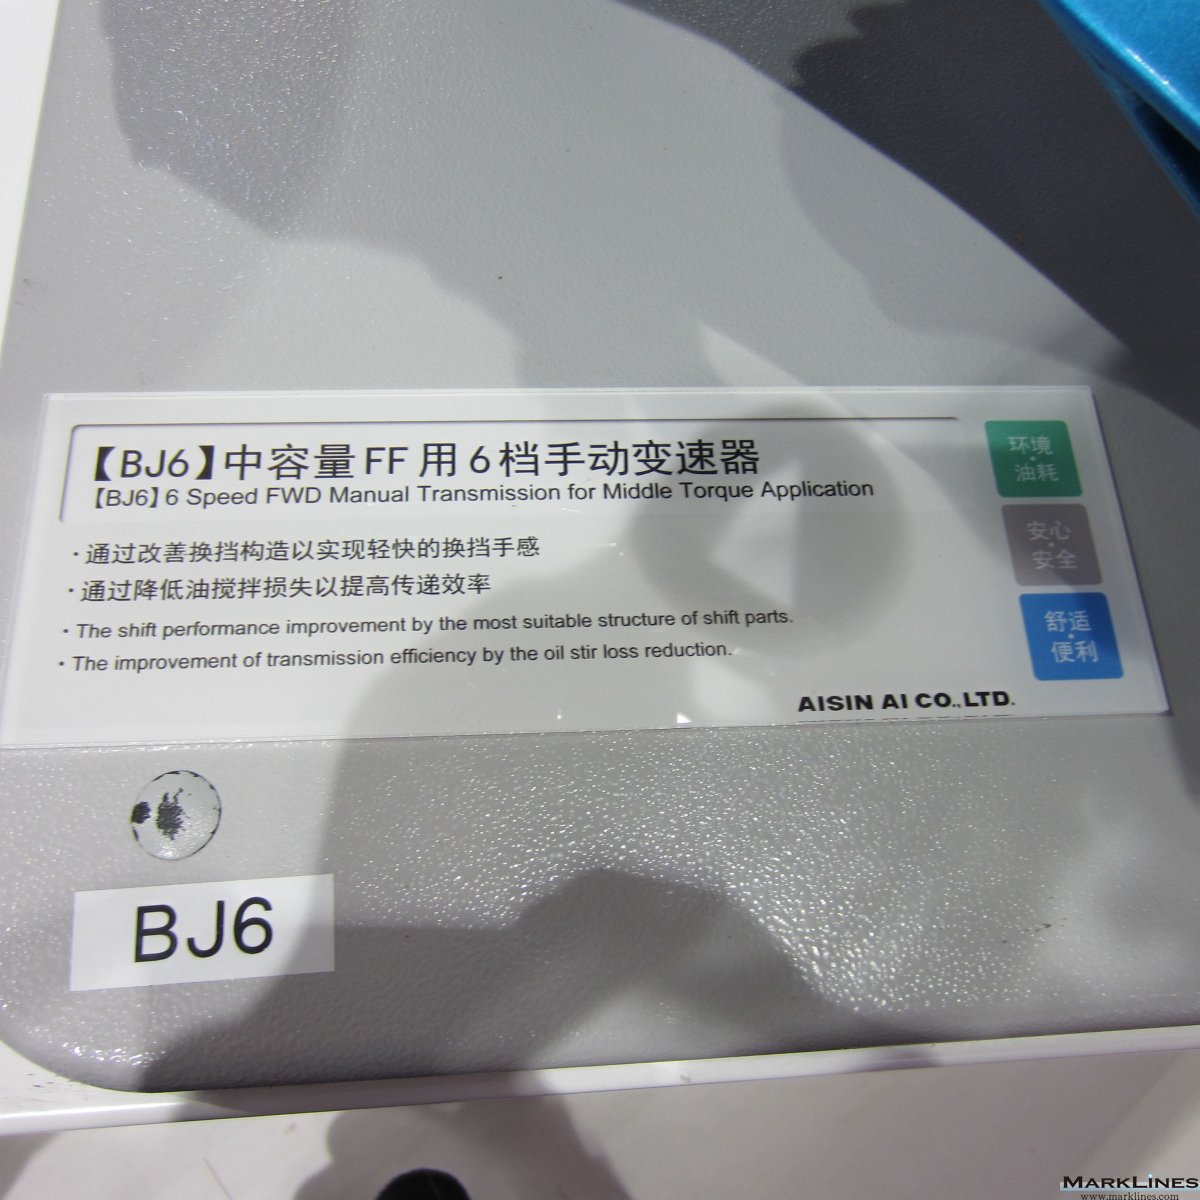 【BJ6】中容量 FF 用 6 档手动变速器
【BJ6】6 Speed FWD Manual Transmission for Middle Torque Application
· 通过改善换挡构造以实现轻快的换挡手感
· 通过降低油搅拌损失以提高传递效率
· The shift performance improvement by the most suitable structure of shift parts.
· The improvement of transmission efficiency by the oil stir loss reduction.
环境
·
油耗
安心
·
安全
舒适
·
便利
AISIN AI CO.,LTD.
BJ6
MARKLINES
www.marklines.com